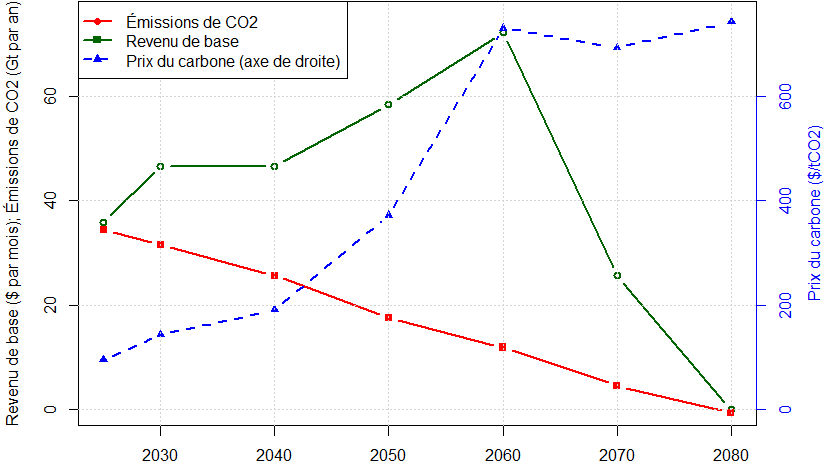 Émissions de CO2
Revenu de base
Prix du carbone (axe de droite)
Revenu de base ($ par mois); Émissions de CO2 (Gt par an)
60
40
20
0
600
400
200
0
Prix du carbone ($/tCO2)
2030 2040 2050 2060 2070 2080